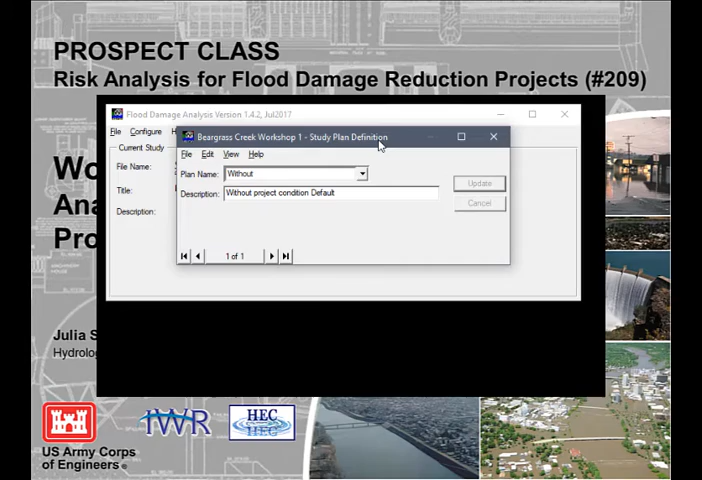 PROSPECT CLASS
Risk Analysis for Flood Damage Reduction Projects (#209)
Flood Damage Analysis Version 1.4.2, Jul2017
File Configure H
Current Study
File Name:
Title:
Description:
Beargrass Creek Workshop 1 - Study Plan Definition
File Edit View Help
Plan Name: Without
Description: Without project condition Default
Update
Cancel
1 of 1
Wo
Ana
Pro
Julia S
Hydrolog
US Army Corps
of Engineers®
IWR
HEC